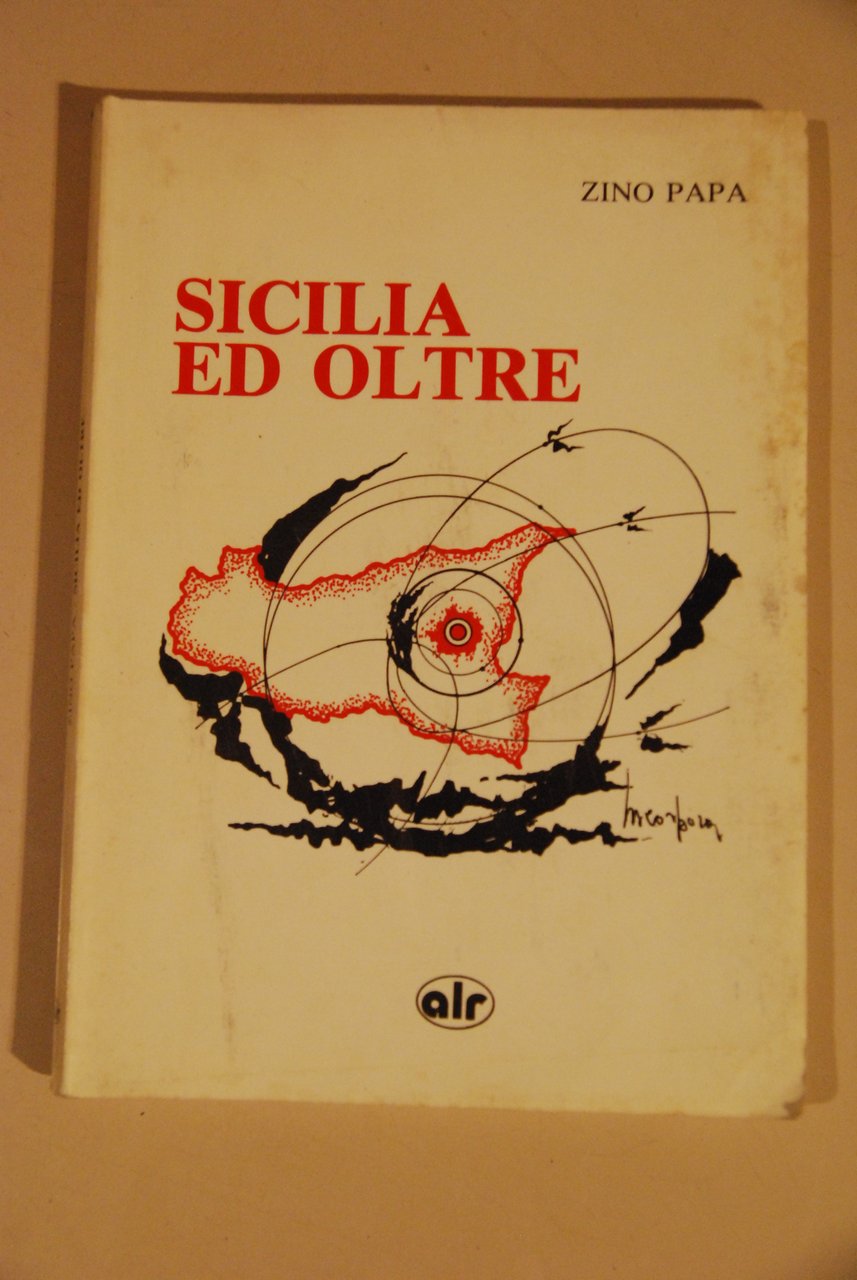 ZINO PAPA
SICILIA
ED OLTRE
alr